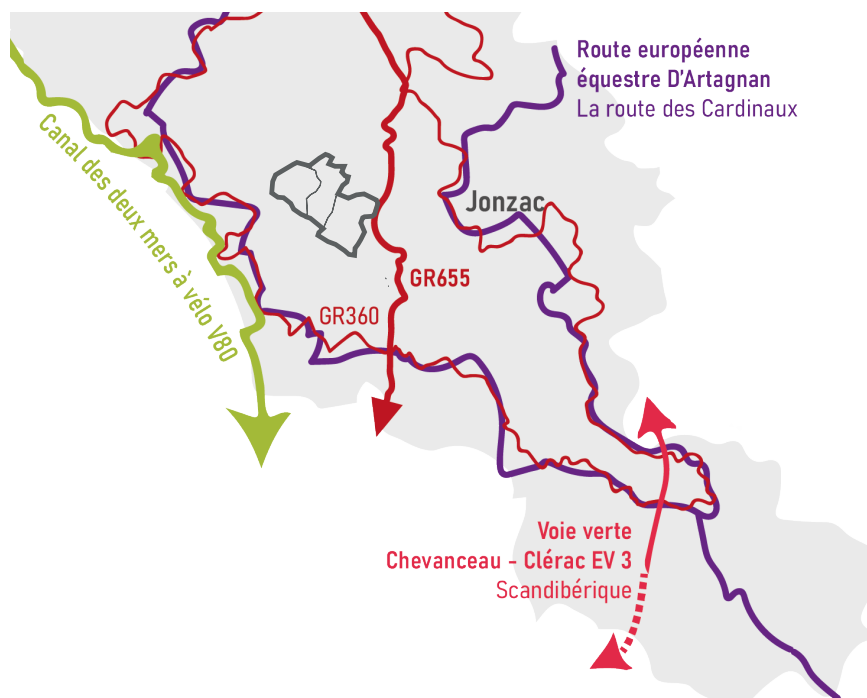 Route européenne
équestre D'Artagnan
La route des Cardinaux
Canal des deux mers à vélo V80
Jonzac
GR655
GR360
Voie verte
Chevanceau - Clérac EV 3
Scandibérique